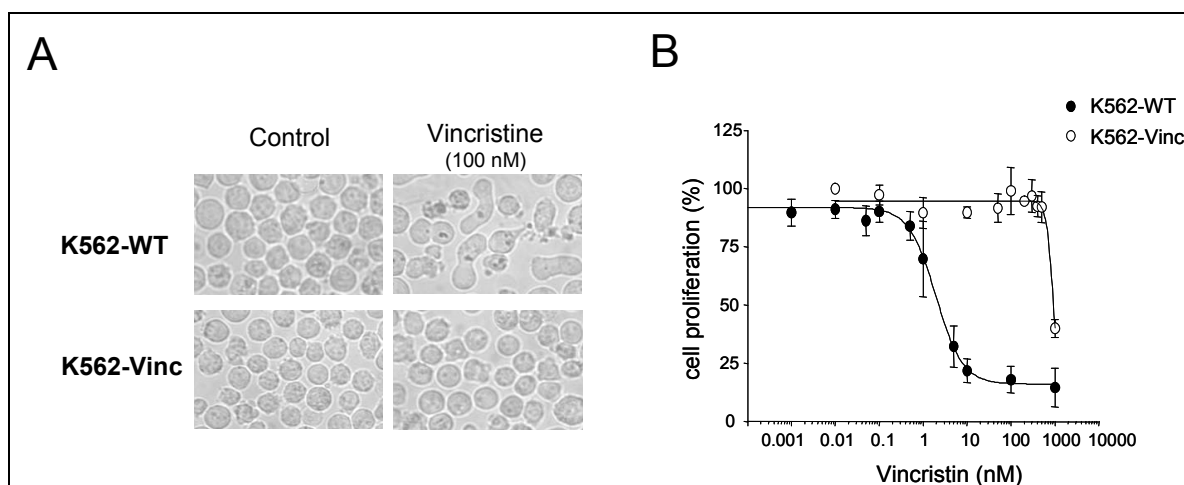 A
Control
Vincristine
(100 nM)
K562-WT
K562-Vinc
B
K562-WT
K562-Vinc
125
100
75
50
25
0
cell proliferation (%)
0.001 0.01 0.1 1 10 100 1000 10000
Vincristin (nM)